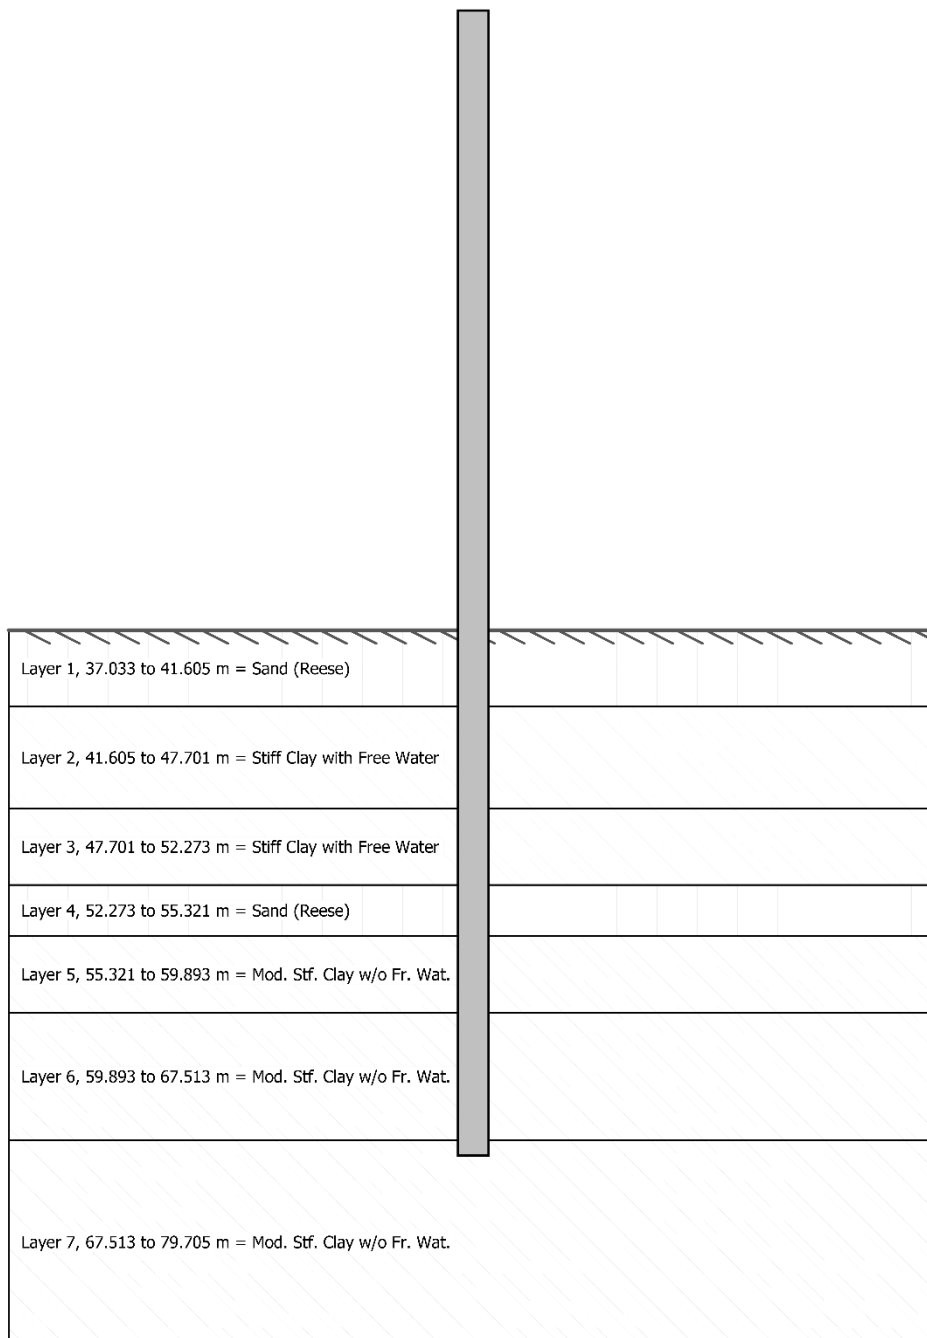 Layer 1, 37.033 to 41.605 m = Sand (Reese)
Layer 2, 41.605 to 47.701 m = Stiff Clay with Free Water
Layer 3, 47.701 to 52.273 m = Stiff Clay with Free Water
Layer 4, 52.273 to 55.321 m = Sand (Reese)
Layer 5, 55.321 to 59.893 m = Mod. Stf. Clay w/o Fr. Wat.
Layer 6, 59.893 to 67.513 m = Mod. Stf. Clay w/o Fr. Wat.
Layer 7, 67.513 to 79.705 m = Mod. Stf. Clay w/o Fr. Wat.